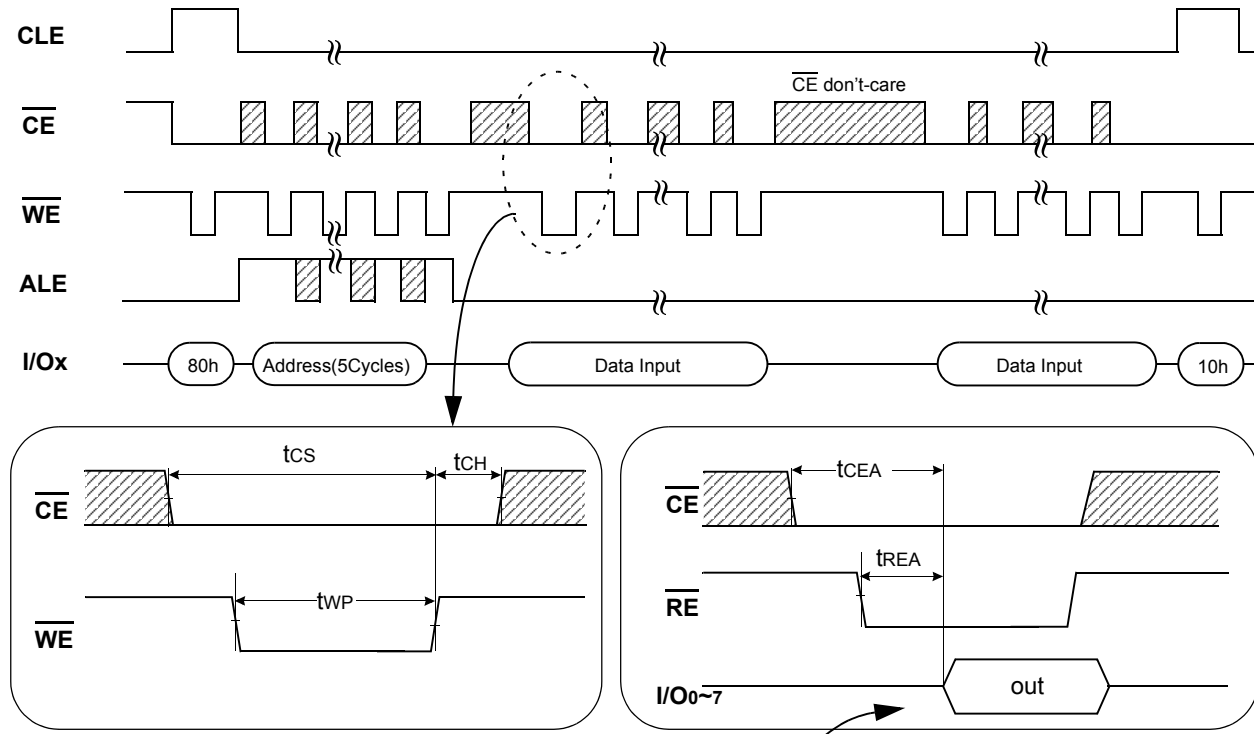 CLE
CE don't-care
CE
WE
ALE
I/Ox
80h
Address(5Cycles)
Data Input
Data Input
10h
tCS
tCH
CE
tWP
WE
tCEA
CE
tREA
RE
I/O0~7
out